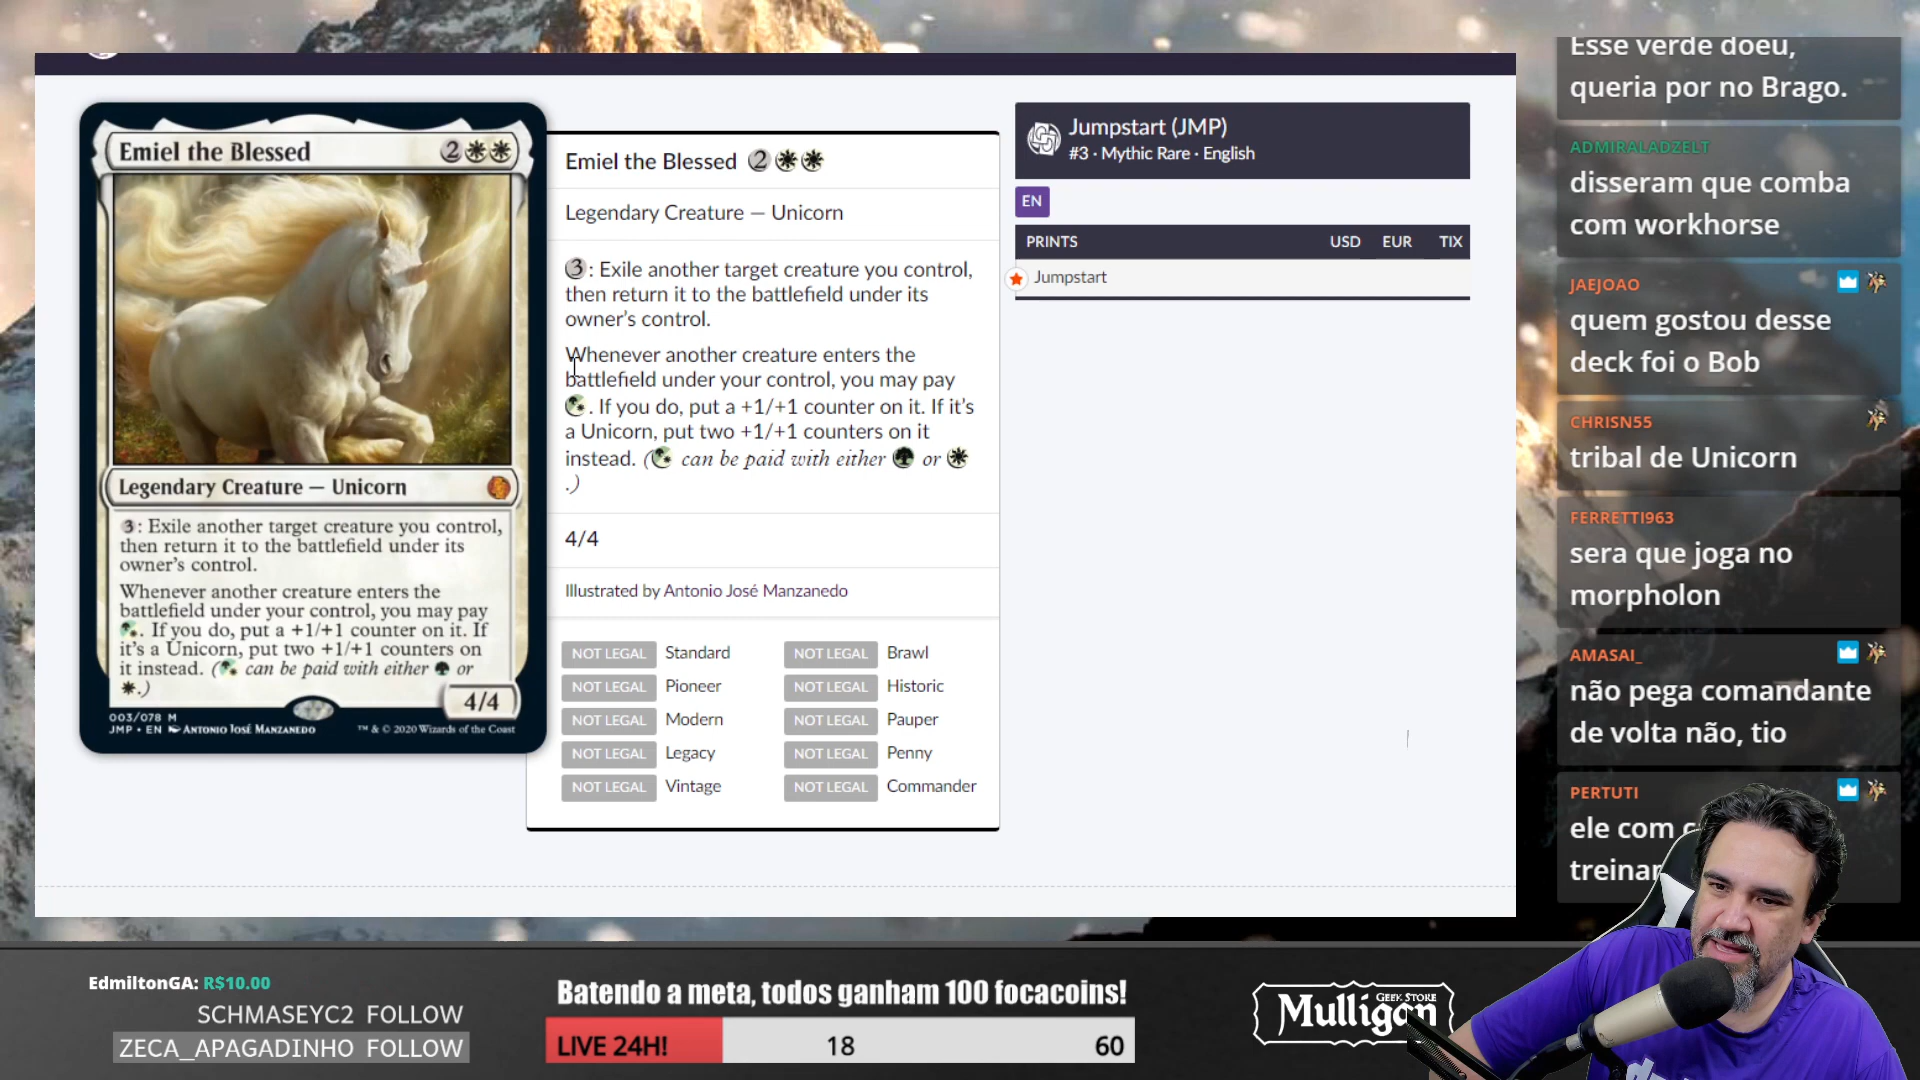 Emiel the Blessed 2
Legendary Creature — Unicorn
3: Exile another target creature you control,
then return it to the battlefield under its
owner's control.
Whenever another creature enters the
battlefield under your control, you may pay
. If you do, put a +1/+1 counter on it. If
it's a Unicorn, put two +1/+1 counters on
it instead. ( can be paid with either or
.)
4/4
003/078 M
JMP • EN Antonio José Manzanedo
™ & © 2020 Wizards of the Coast
Emiel the Blessed 2
Legendary Creature — Unicorn
3: Exile another target creature you control,
then return it to the battlefield under its
owner's control.
Whenever another creature enters the
battlefield under your control, you may pay
. If you do, put a +1/+1 counter on it. If it's
a Unicorn, put two +1/+1 counters on it
instead. ( can be paid with either or
.)
4/4
Illustrated by Antonio José Manzanedo
NOT LEGAL Standard NOT LEGAL Brawl
NOT LEGAL Pioneer NOT LEGAL Historic
NOT LEGAL Modern NOT LEGAL Pauper
NOT LEGAL Legacy NOT LEGAL Penny
NOT LEGAL Vintage NOT LEGAL Commander
Jumpstart (JMP)
#3 · Mythic Rare · English
EN
PRINTS USD EUR TIX
Jumpstart
Esse verde doeu,
queria por no Brago.
ADMIRALADZELT
disseram que comba
com workhorse
JAEJOAO
quem gostou desse
deck foi o Bob
CHRISN55
tribal de Unicorn
FERRETTI963
sera que joga no
morpholon
AMASAI_
não pega comandante
de volta não, tio
PERTUTI
ele com
EdmiltonGA: R$10.00
SCHMASEYC2 FOLLOW
ZECA_APAGADINHO FOLLOW
Batendo a meta, todos ganham 100 focacoins!
LIVE 24H! 18 60
Mulligan
GEEK STORE